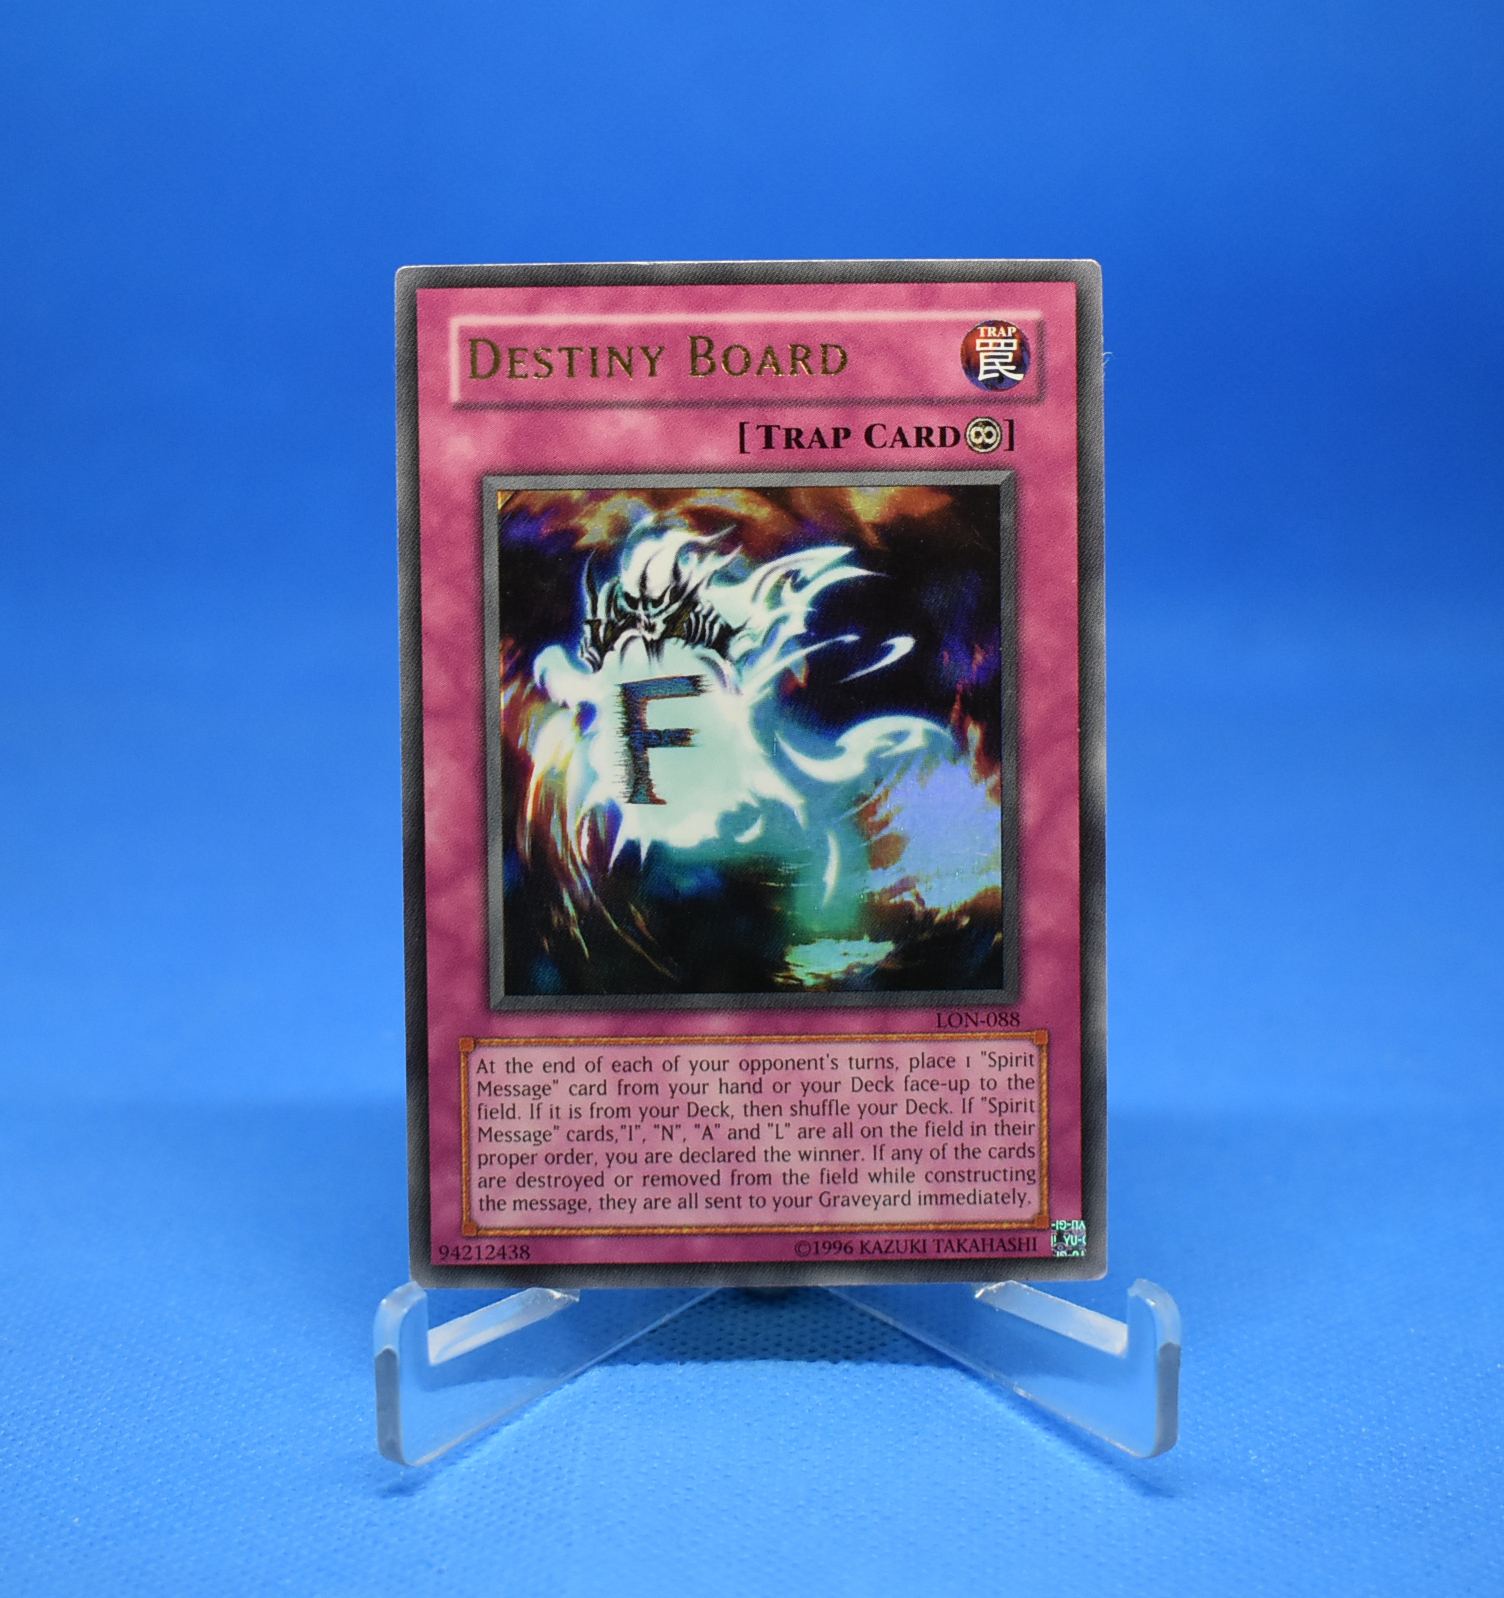 DESTINY BOARD
TRAP
罠
[TRAP CARD∞]
F
LON-088
At the end of each of your opponent's turns, place 1 "Spirit
Message" card from your hand or your Deck face-up to the
field. If it is from your Deck, then shuffle your Deck. If "Spirit
Message" cards,"I", "N", "A" and "L" are all on the field in their
proper order, you are declared the winner. If any of the cards
are destroyed or removed from the field while constructing
the message, they are all sent to your Graveyard immediately.
94212438
©1996 KAZUKI TAKAHASHI